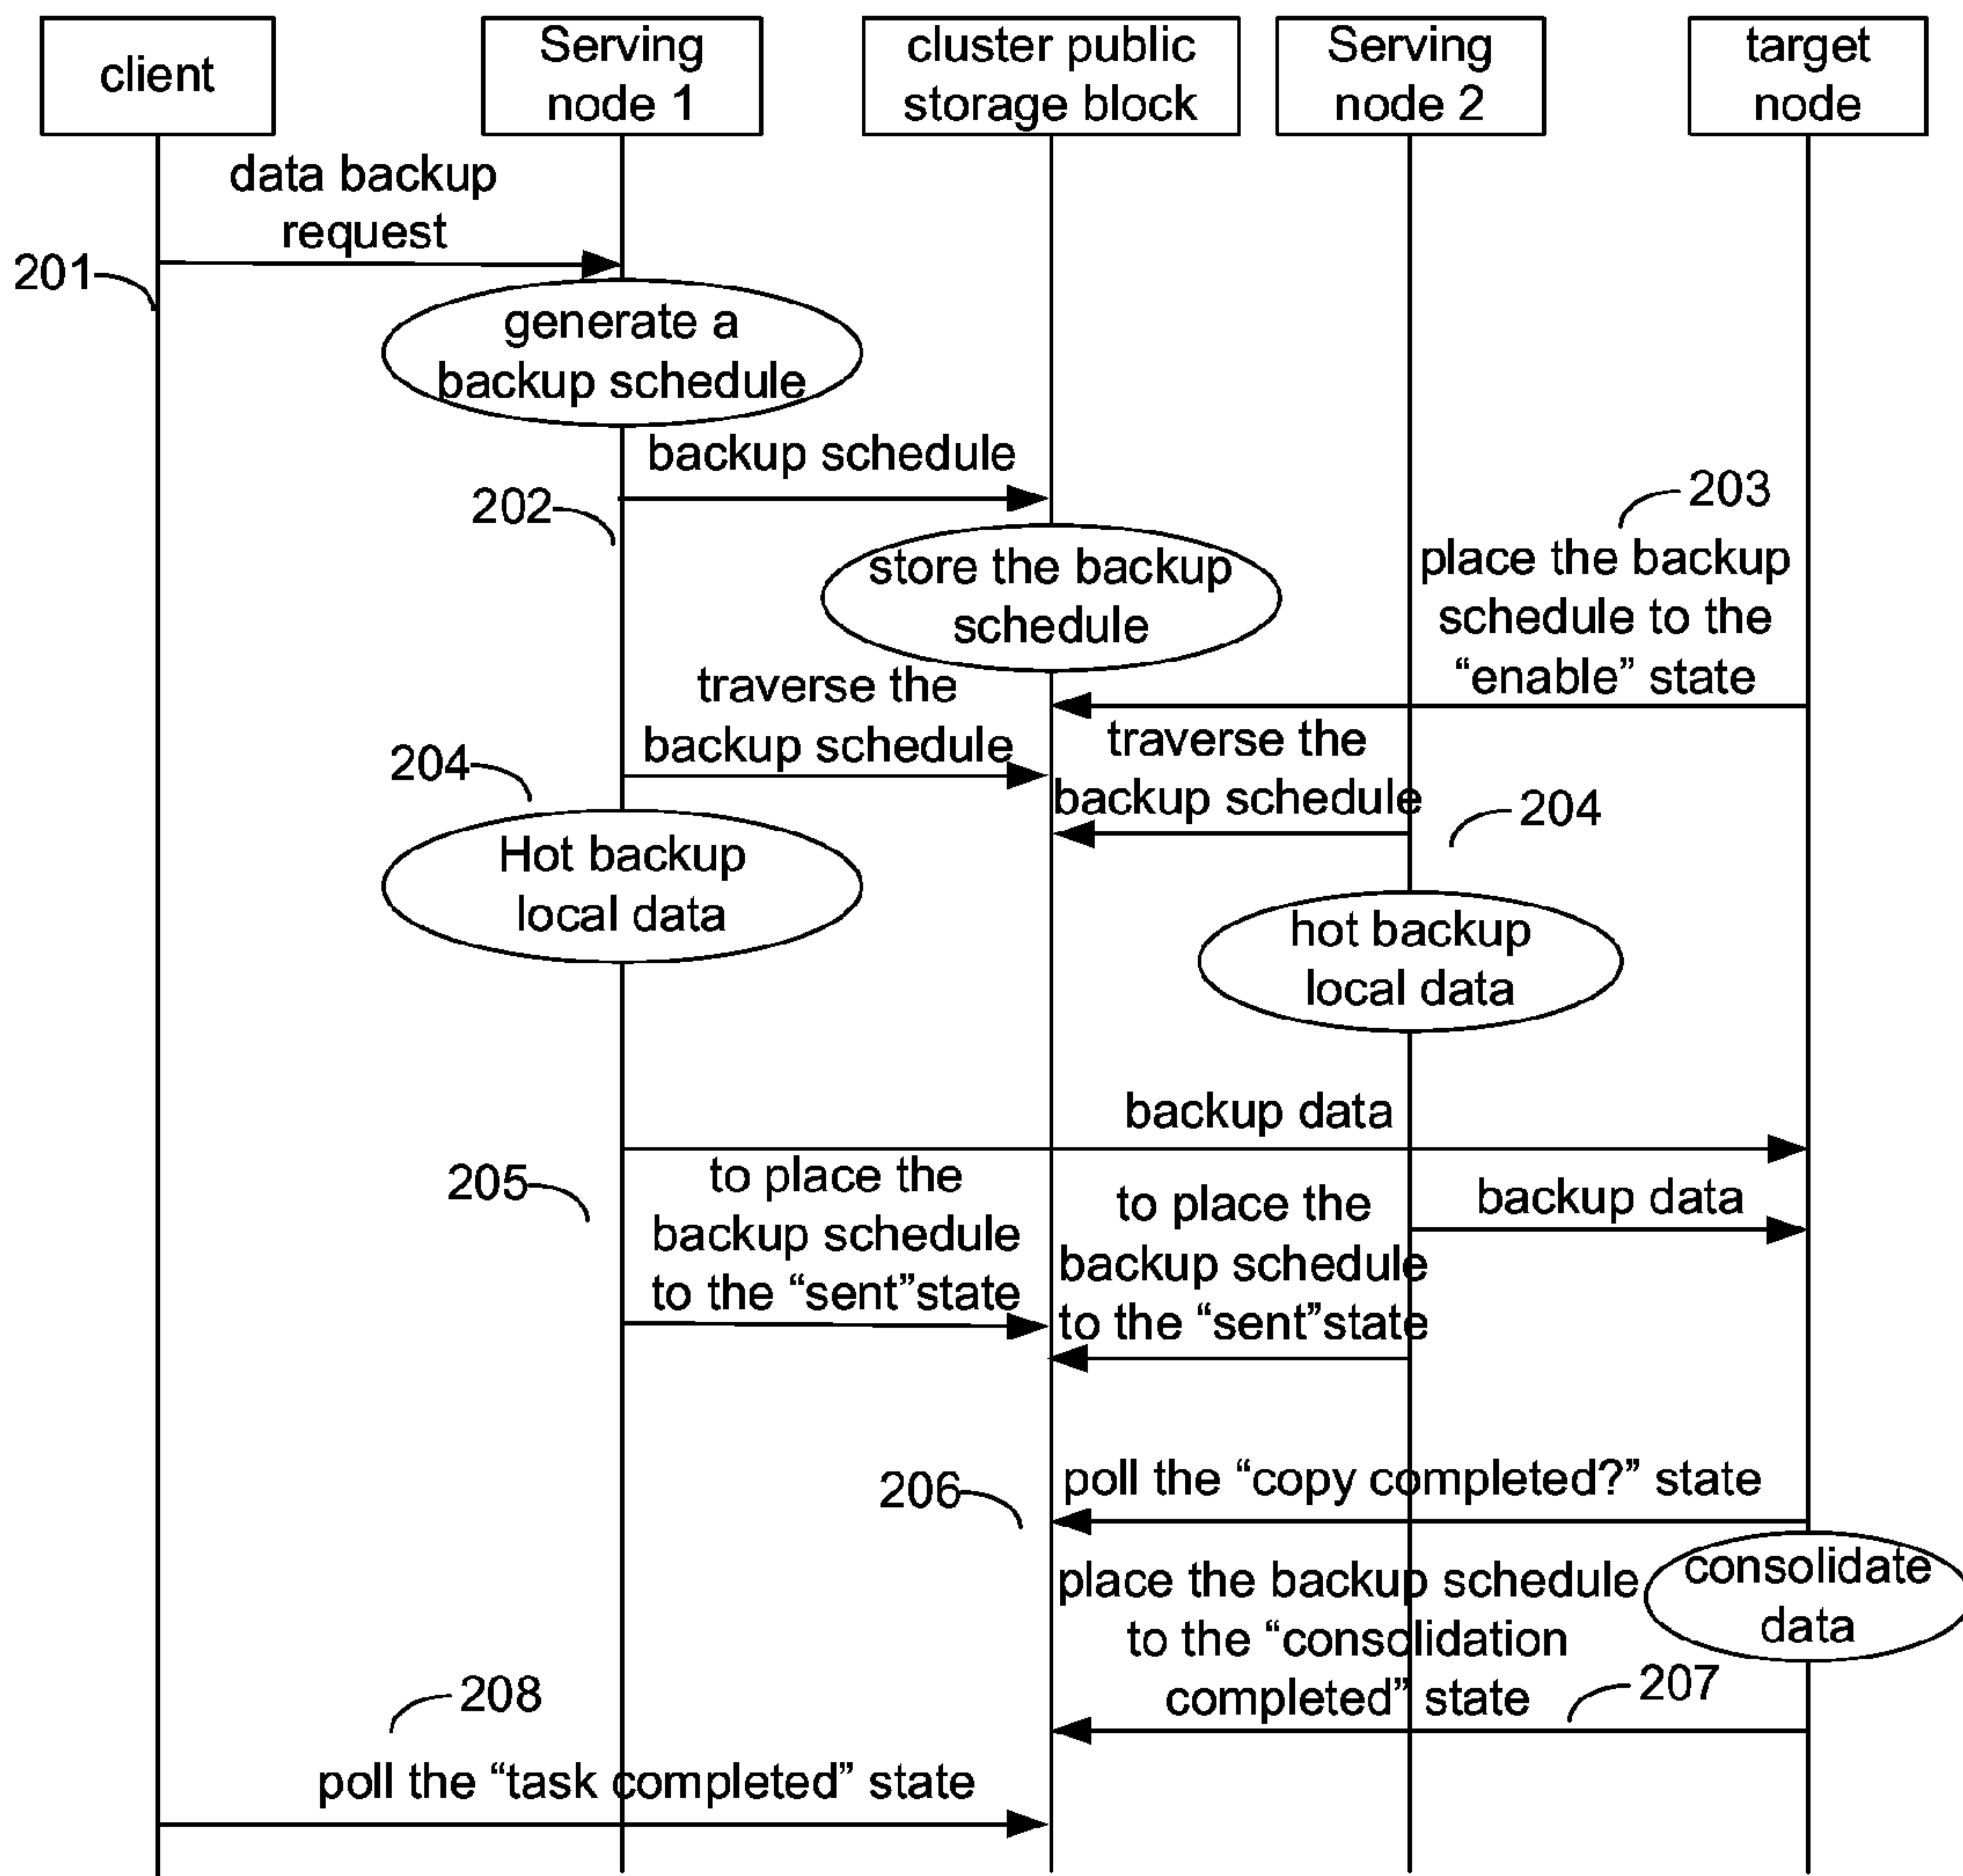 client
Serving
node 1
cluster public
storage block
Serving
node 2
target
node
data backup
request
201
generate a
backup schedule
backup schedule
202
203
store the backup
schedule
place the backup
schedule to the
“enable” state
traverse the
backup schedule
204
traverse the
backup schedule
204
Hot backup
local data
hot backup
local data
backup data
205
to place the
backup schedule
to the “sent”state
backup data
to place the
backup schedule
to the “sent”state
206
poll the “copy completed?” state
consolidate
data
place the backup schedule
to the “consolidation
completed” state
207
208
poll the “task completed” state